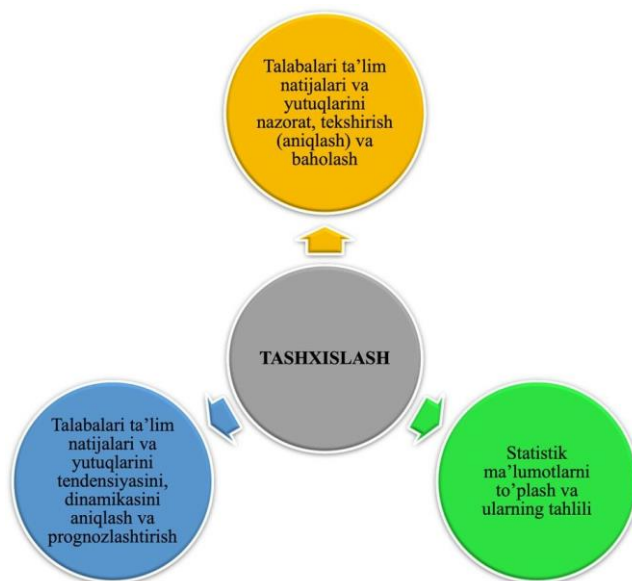 Talabalari ta’lim
natijalari va
yutuqlarini
nazorat, tekshirish
(aniqlash) va
baholash
TASHXISLASH
Talabalari ta’lim
natijalari va
yutuqlarini
tendensiyasini,
dinamikasini
aniqlash va
prognozlashtirish
Statistik
ma’lumotlarni
to’plash va
ularning tahlili